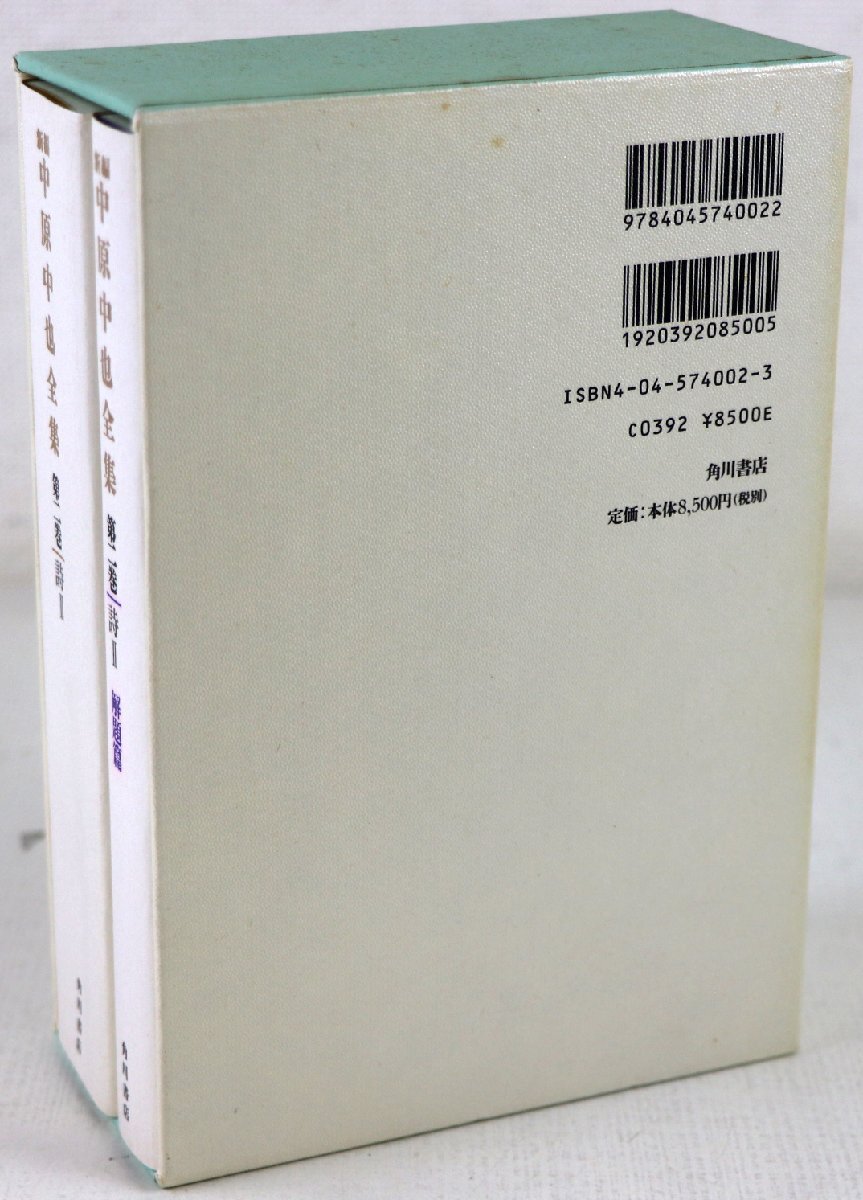 新編 中原中也全集 第二巻/詩II
角川書店
新編 中原中也全集 第二巻/詩II 解題篇
角川書店
9784045740022
1920392085005
ISBN4-04-574002-3
C0392 ¥8500E
角川書店
定価:本体8,500円(税別)